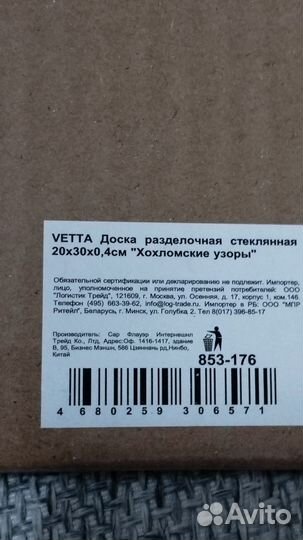 VETTA Доска разделочная стеклянная
20х30х0,4см "Хохломские узоры"
Обязательной сертификации или декларированию не подлежит. Импортер,
лицо, уполномоченное на принятие претензий потребителей: ООО
"Логистик Трейд", 121609, г. Москва, ул. Осенняя, д. 17, корпус 1, ком.146.
Телефон (495) 663-39-62, info@log-trade.ru. Импортер в РБ: ООО "МПР
Ритейл", Беларусь, г. Минск, ул. Голубка 2. Тел 8(017) 396-85-17
Производитель: Сар Флауэр Интернешнл
Трейд Ко., Лтд, Адрес:Оф. 1416-1417, здание
В, 95, Бизнес Мэншн, 586 Цзяннань рд,Нинбо,
Китай
853-176
4 680259 306571
Avito